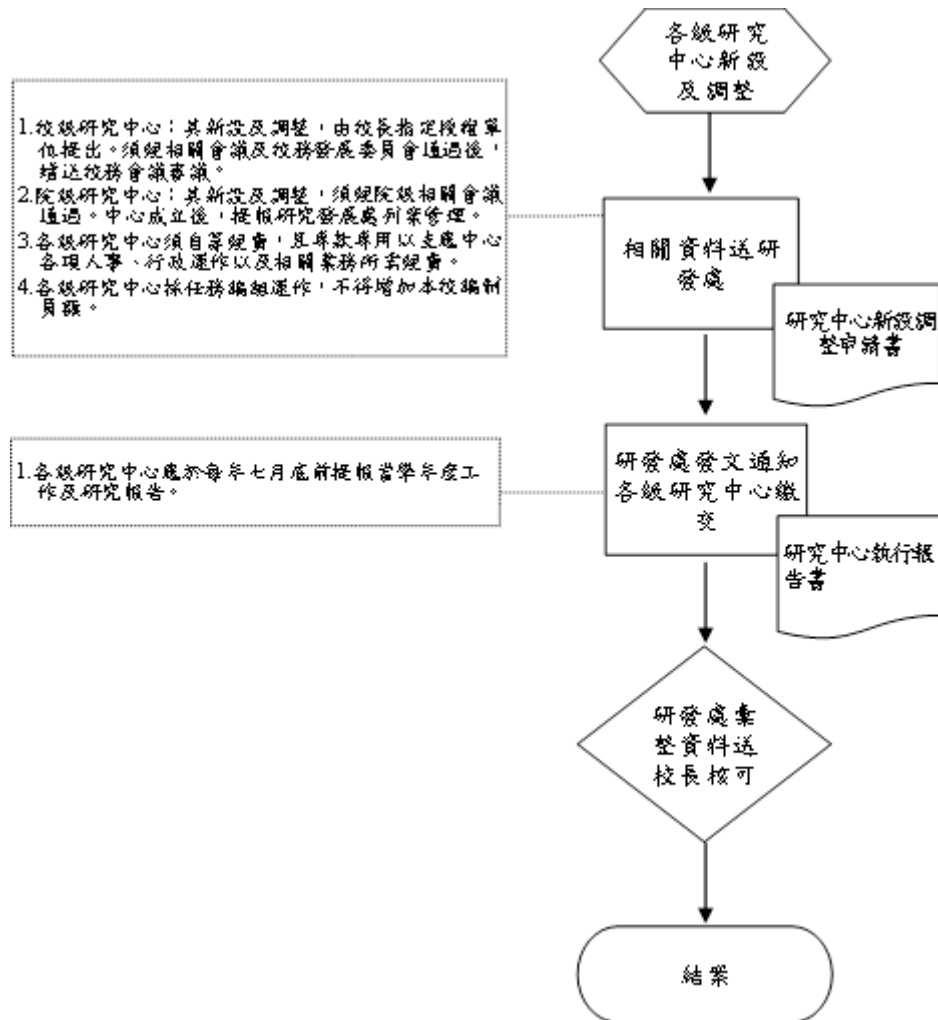 各級研究
中心新設
及調整
1.校級研究中心：其新設及調整，由校長指定授權單
位提出。須經相關會議及校務發展委員會通過後，
送校務會議審議。
2.院級研究中心：其新設及調整，須經院級相關會議
通過。中心成立後，提報研究發展處列案管理。
3.各級研究中心須自籌經費，且專款專用以支應中心
各項人事、行政運作以及相關業務所需經費。
4.各級研究中心採任務編組運作，不得增加本校編制
員額。
相關資料送研
發處
研究中心新設調
整申請書
研發處發文通知
各級研究中心繳
交
1.各級研究中心應於每年七月底前提報當學年度工
作及研究報告。
研究中心執行報
告書
研發處彙
整資料送
校長核可
結案